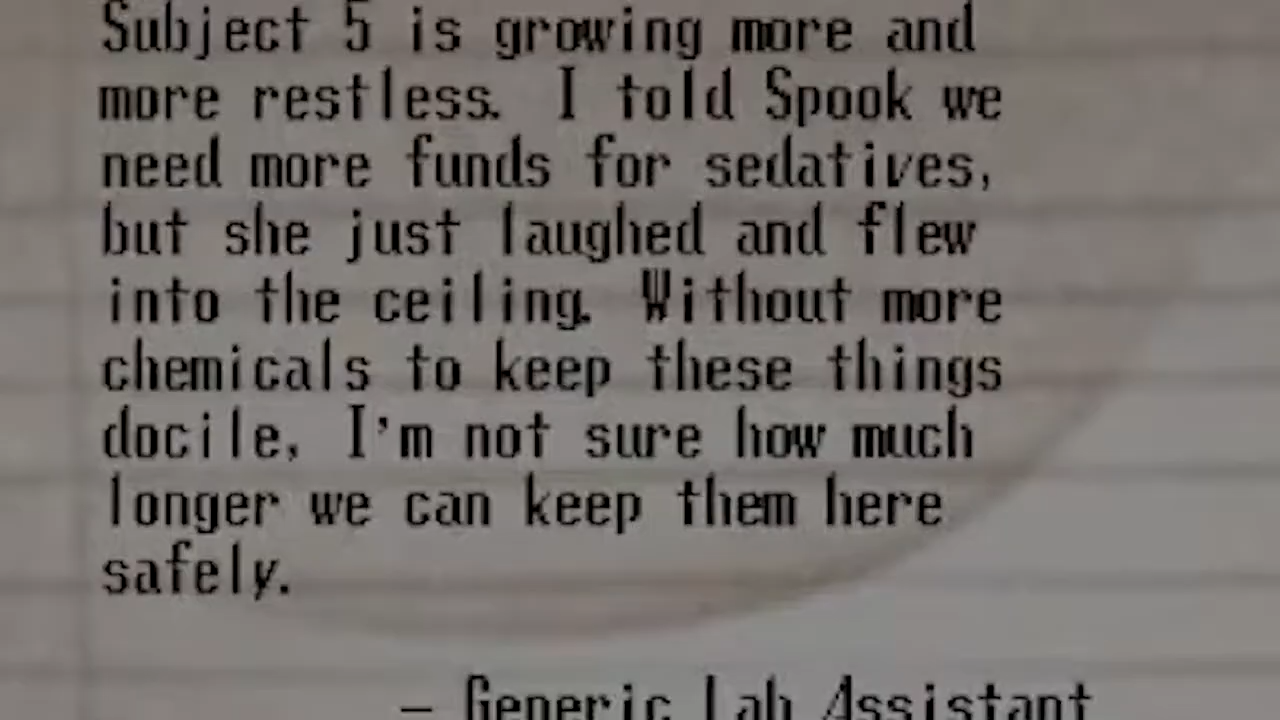 Subject 5 is growing more and
more restless. I told Spook we
need more funds for sedatives,
but she just laughed and flew
into the ceiling. Without more
chemicals to keep these things
docile, I'm not sure how much
longer we can keep them here
safely.
- Generic Lab Assistant